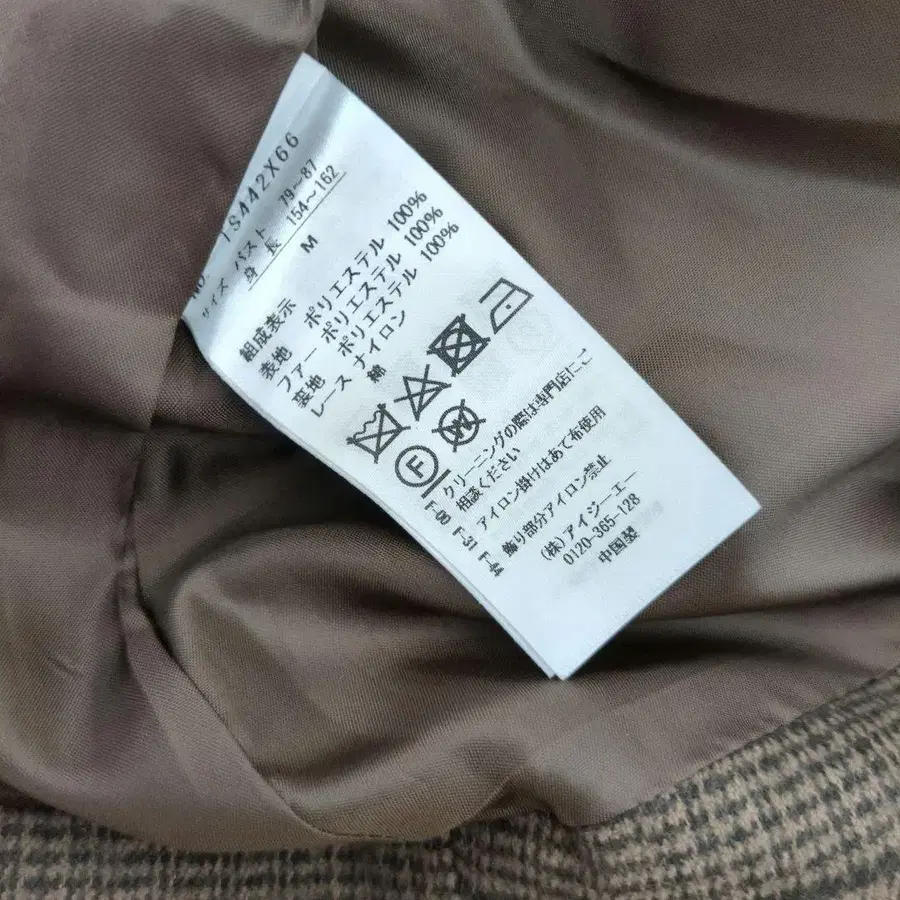 NO. IS442X66
サイズ バスト 79～87
身 長 154～162
M
組成表示
表地 ポリエステル 100%
ファー ポリエステル 100%
裏地 ポリエステル 100%
レース ナイロン
綿
F
W
クリーニングの際は専門店にご
相談ください
アイロン掛けはあて布使用
飾り部分アイロン禁止
(株)アイジーエー
0120-365-128
中国製